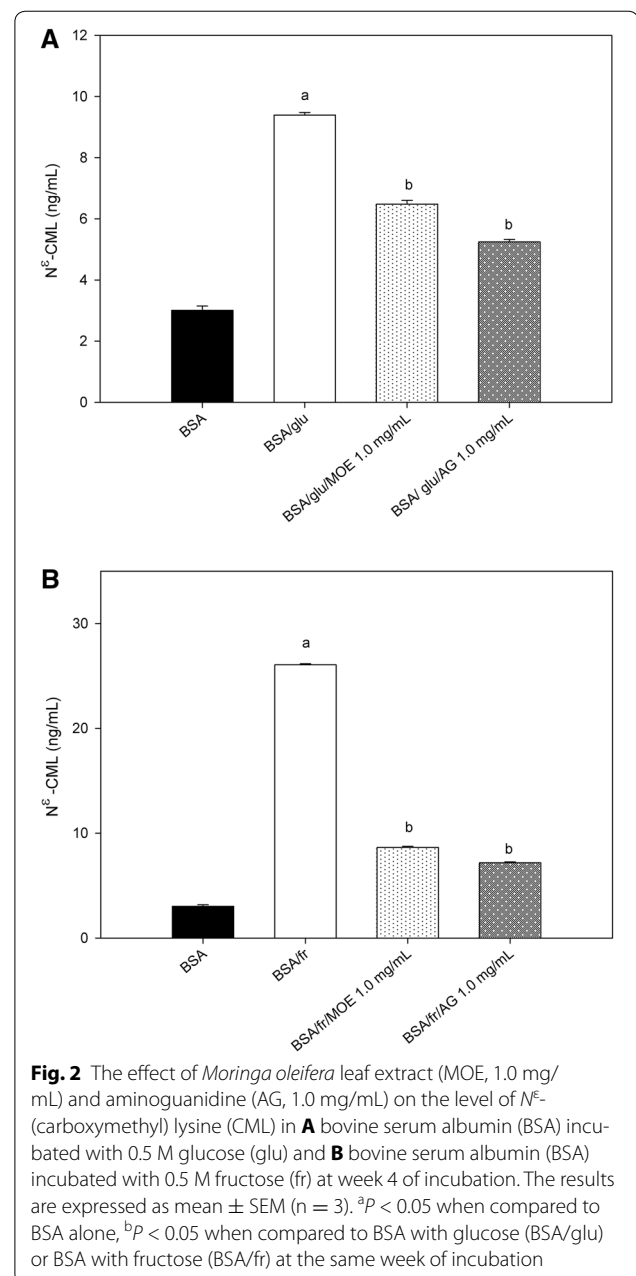 A
12
10
8
6
4
2
0
Nᵋ-CML (ng/mL)
a
b
b
BSA
BSA/glu
BSA/glu/MOE 1.0 mg/mL
BSA/ glu/AG 1.0 mg/mL
B
30
20
10
0
Nᵋ -CML (ng/mL)
a
b
b
BSA
BSA/fr
BSA/fr/MOE 1.0 mg/mL
BSA/fr/AG 1.0 mg/mL
Fig. 2 The effect of Moringa oleifera leaf extract (MOE, 1.0 mg/
mL) and aminoguanidine (AG, 1.0 mg/mL) on the level of Nᵋ-
(carboxymethyl) lysine (CML) in A bovine serum albumin (BSA) incu-
bated with 0.5 M glucose (glu) and B bovine serum albumin (BSA)
incubated with 0.5 M fructose (fr) at week 4 of incubation. The results
are expressed as mean ± SEM (n = 3). ᵃP < 0.05 when compared to
BSA alone, ᵇP < 0.05 when compared to BSA with glucose (BSA/glu)
or BSA with fructose (BSA/fr) at the same week of incubation